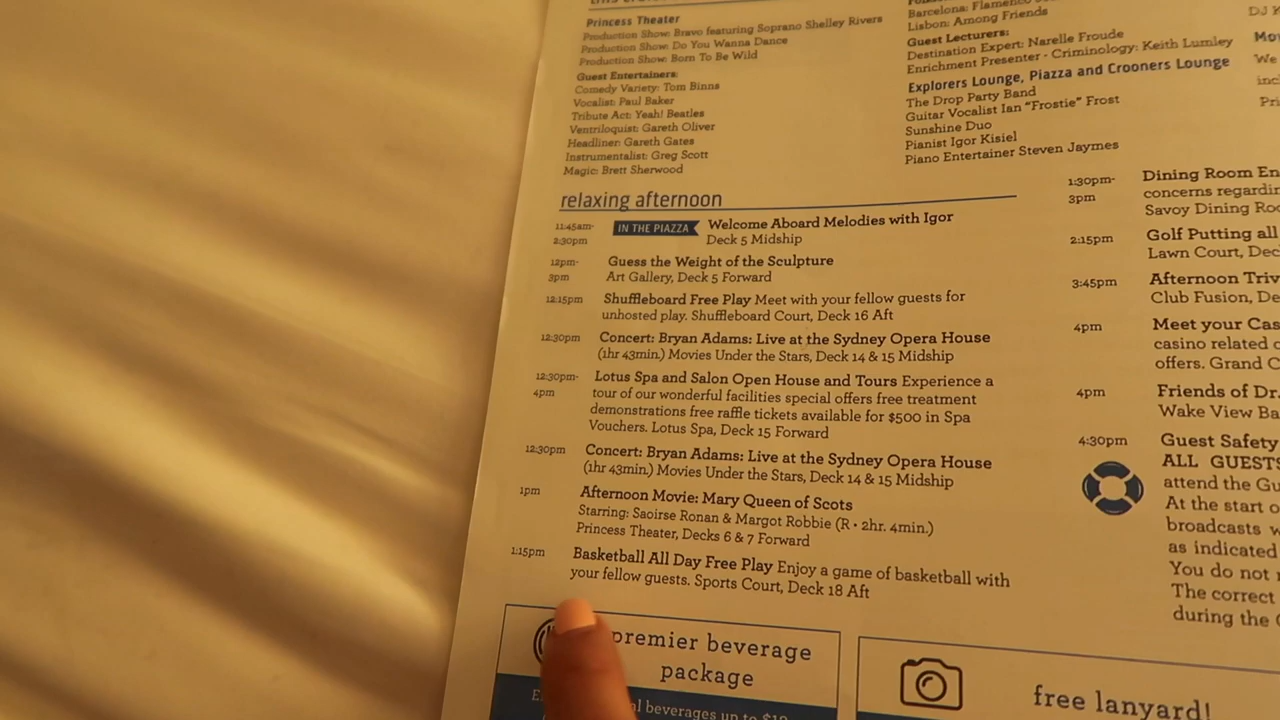 Princess Theater
Production Show: Bravo featuring Soprano Shelley Rivers
Production Show: Do You Wanna Dance
Production Show: Born To Be Wild
Guest Entertainers:
Comedy Variety: Tom Binns
Vocalist: Paul Baker
Tribute Act: Yeah! Beatles
Ventriloquist: Gareth Oliver
Headliner: Gareth Gates
Instrumentalist: Greg Scott
Magic: Brett Sherwood
Barcelona: Flamenco
Lisbon: Among Friends
Guest Lecturers:
Destination Expert: Narelle Froude
Enrichment Presenter - Criminology: Keith Lumley
Explorers Lounge, Piazza and Crooners Lounge
The Drop Party Band
Guitar Vocalist Ian "Frostie" Frost
Sunshine Duo
Pianist Igor Kisiel
Piano Entertainer Steven Jaymes
DJ
We
relaxing afternoon
11:45am-
2:30pm
IN THE PIAZZA Welcome Aboard Melodies with Igor
Deck 5 Midship
12pm-
3pm
Guess the Weight of the Sculpture
Art Gallery, Deck 5 Forward
12:15pm Shuffleboard Free Play Meet with your fellow guests for
unhosted play. Shuffleboard Court, Deck 16 Aft
12:30pm Concert: Bryan Adams: Live at the Sydney Opera House
(1hr 43min.) Movies Under the Stars, Deck 14 & 15 Midship
12:30pm-
4pm
Lotus Spa and Salon Open House and Tours Experience a
tour of our wonderful facilities special offers free treatment
demonstrations free raffle tickets available for $500 in Spa
Vouchers. Lotus Spa, Deck 15 Forward
12:30pm Concert: Bryan Adams: Live at the Sydney Opera House
(1hr 43min.) Movies Under the Stars, Deck 14 & 15 Midship
1pm Afternoon Movie: Mary Queen of Scots
Starring: Saoirse Ronan & Margot Robbie (R • 2hr. 4min.)
Princess Theater, Decks 6 & 7 Forward
1:15pm Basketball All Day Free Play Enjoy a game of basketball with
your fellow guests. Sports Court, Deck 18 Aft
1:30pm-
3pm
Dining Room En
concerns regardin
Savoy Dining Roo
2:15pm Golf Putting all
Lawn Court, Dec
3:45pm Afternoon Triv
Club Fusion, De
4pm Meet your Cas
casino related
offers. Grand C
4pm Friends of Dr.
Wake View Ba
4:30pm Guest Safety
ALL GUESTS
attend the Gu
At the start o
broadcasts
as indicated
You do not
The correct
during the
premier beverage
package
beverages up to
free lanyard!